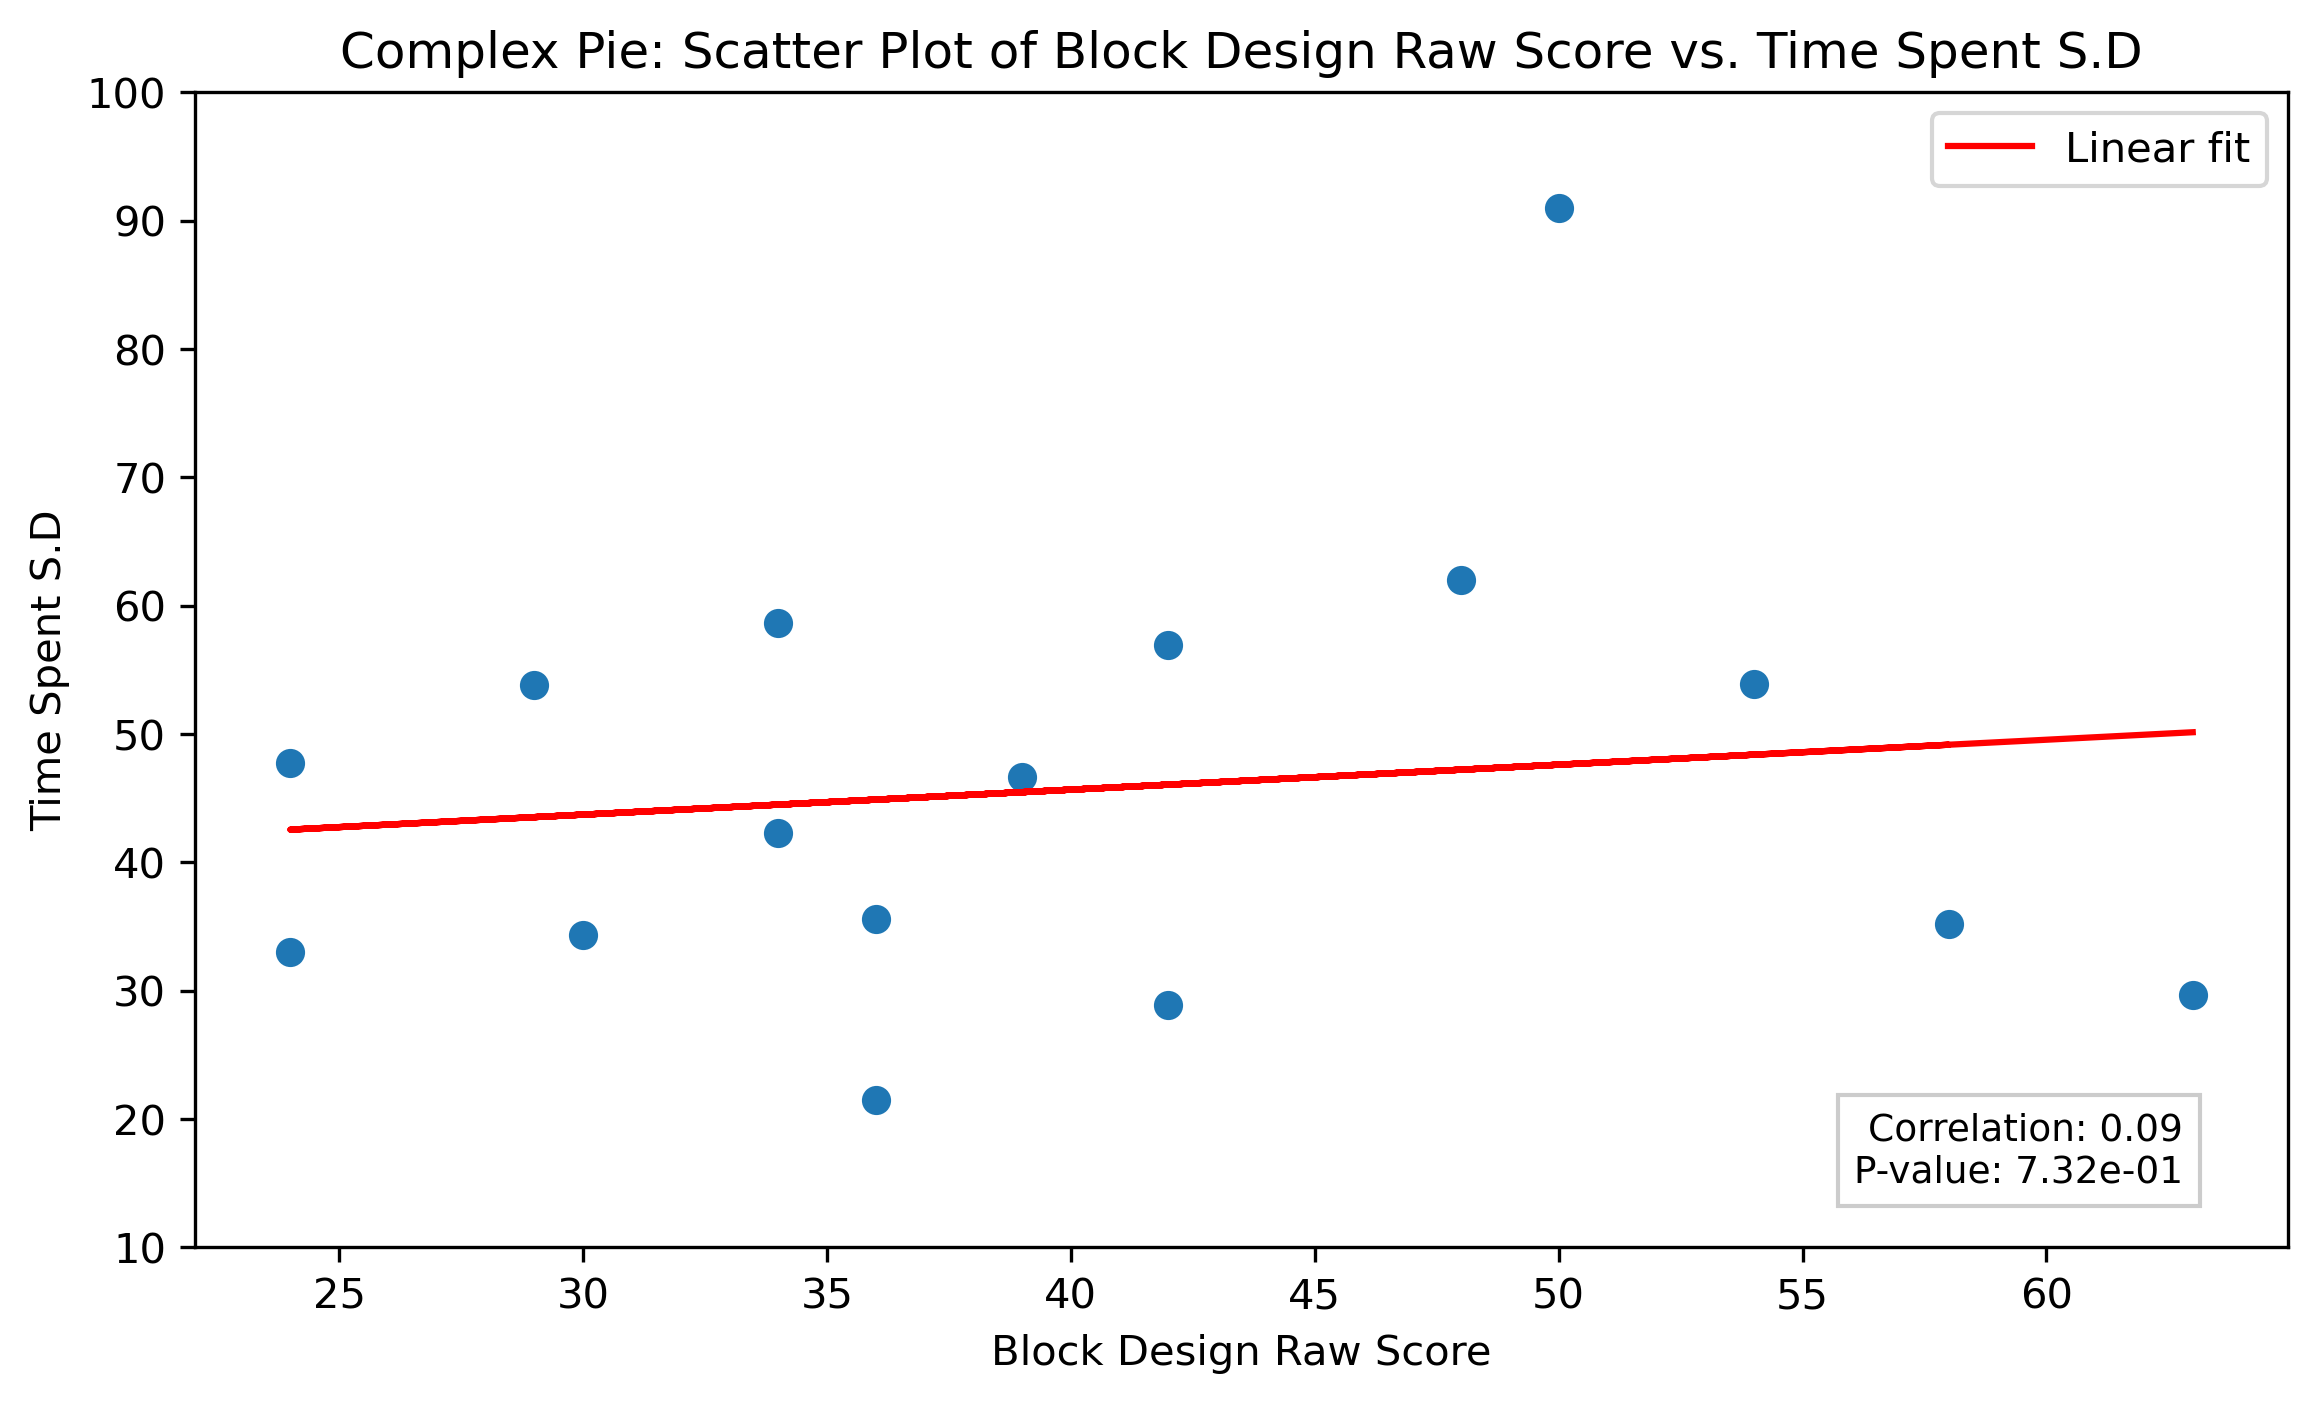 Complex Pie: Scatter Plot of Block Design Raw Score vs. Time Spent S.D
Linear fit
100
90
80
70
60
50
40
30
20
10
Time Spent S.D
Correlation: 0.09
P-value: 7.32e-01
25 30 35 40 45 50 55 60
Block Design Raw Score